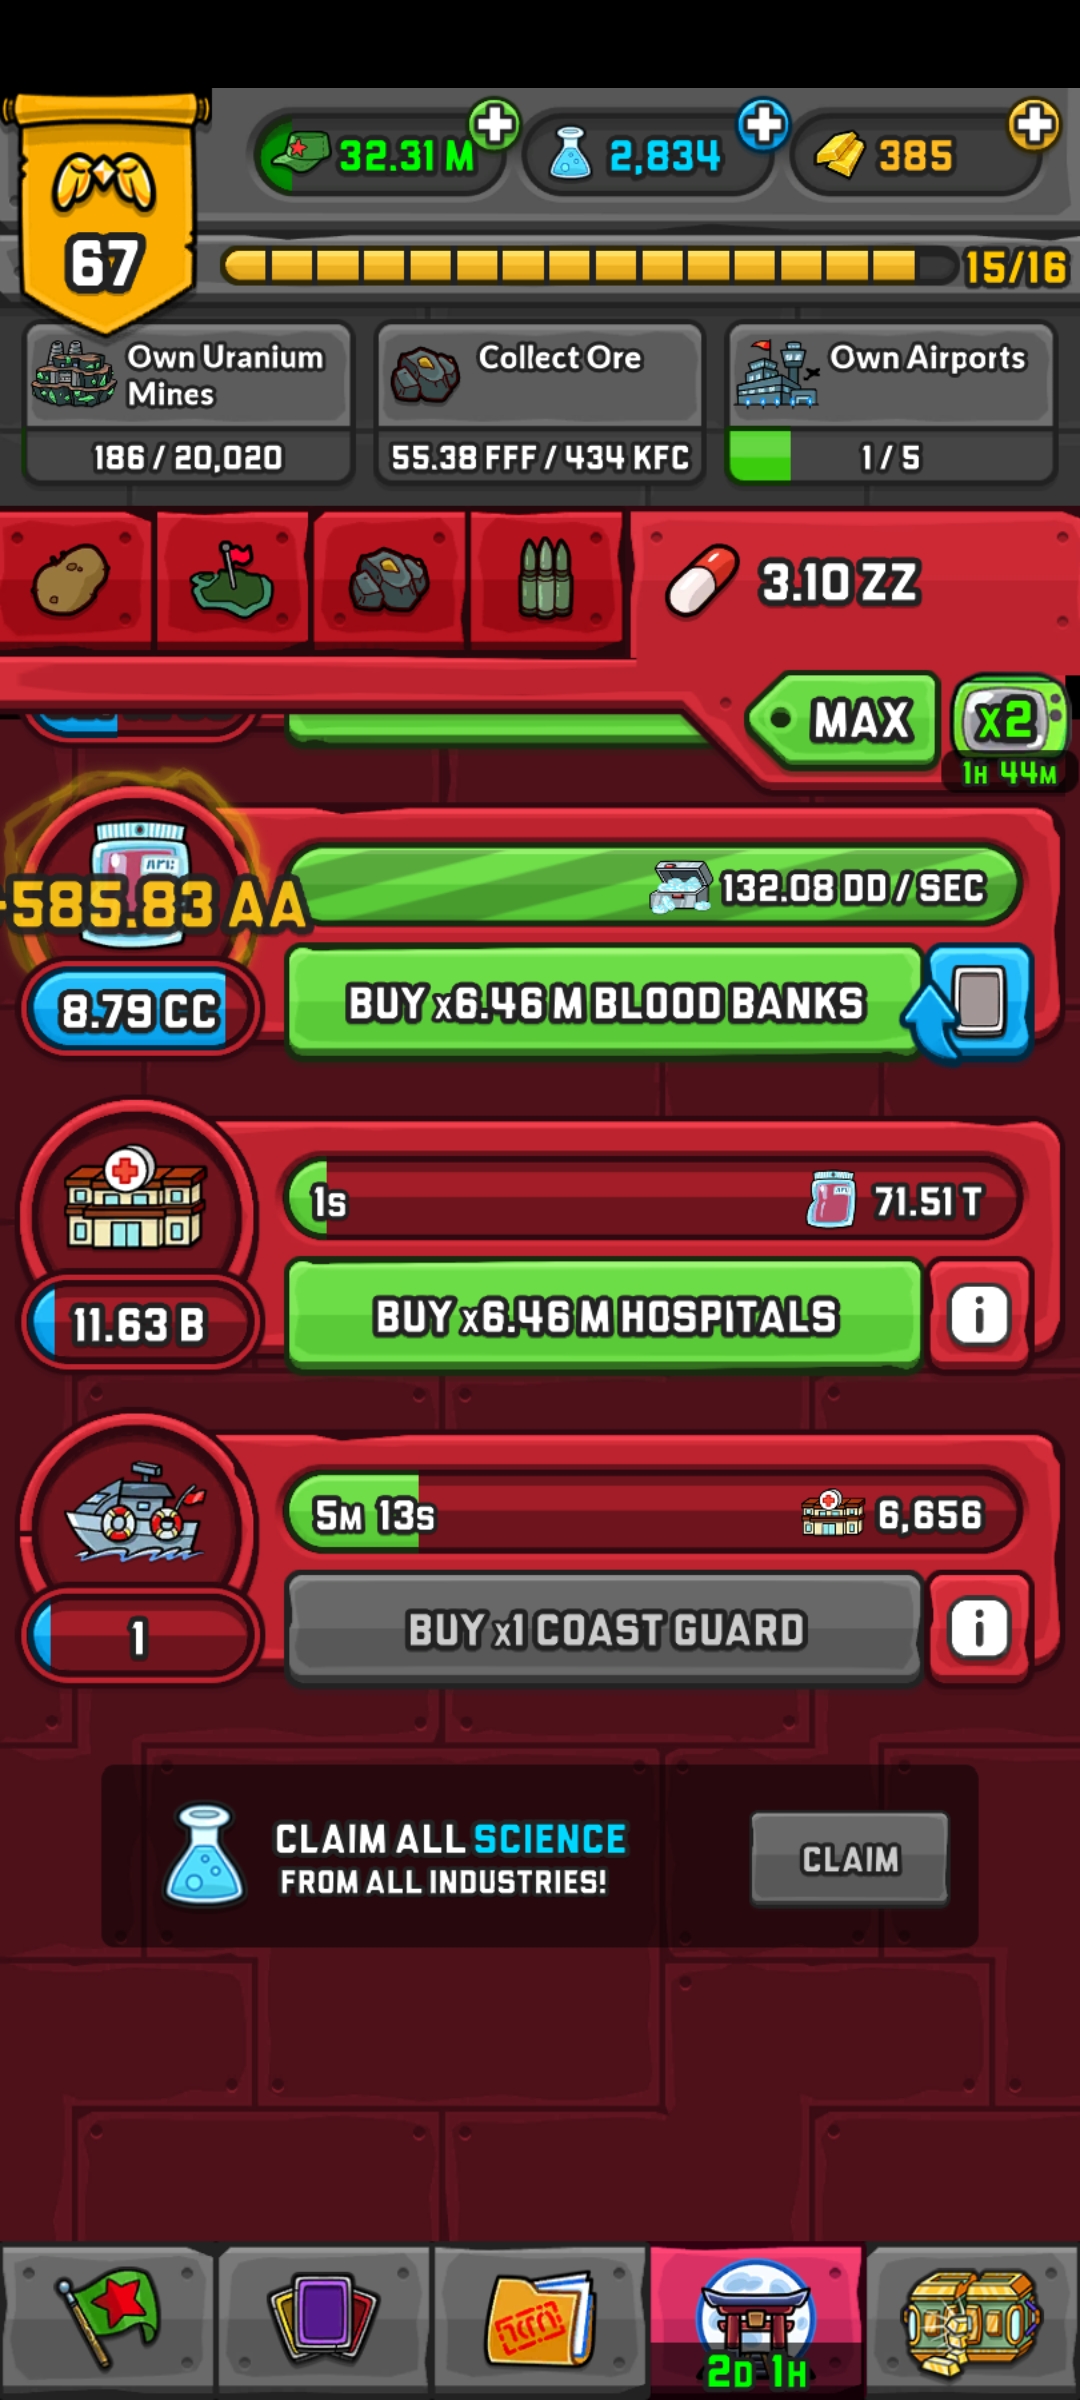 32.31 M
2,834
385
67
15/16
Own Uranium
Mines
186 / 20,020
Collect Ore
55.38 FFF / 434 KFC
Own Airports
1 / 5
3.10 ZZ
MAX
x2
1H 44M
585.83 AA
132.08 DD / SEC
8.79 CC
BUY x6.46 M BLOOD BANKS
1S
71.51 T
11.63 B
BUY x6.46 M HOSPITALS
i
5M 13S
6,656
1
BUY x1 COAST GUARD
i
CLAIM ALL SCIENCE
FROM ALL INDUSTRIES!
CLAIM
2D 1H